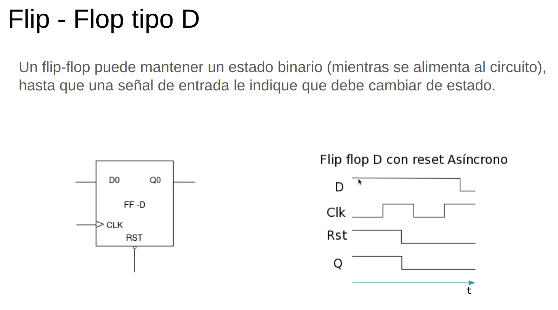 Flip - Flop tipo D
Un flip-flop puede mantener un estado binario (mientras se alimenta al circuito),
hasta que una señal de entrada le indique que debe cambiar de estado.
D0 Q0
FF -D
CLK
RST
Flip flop D con reset Asíncrono
D
Clk
Rst
Q
t